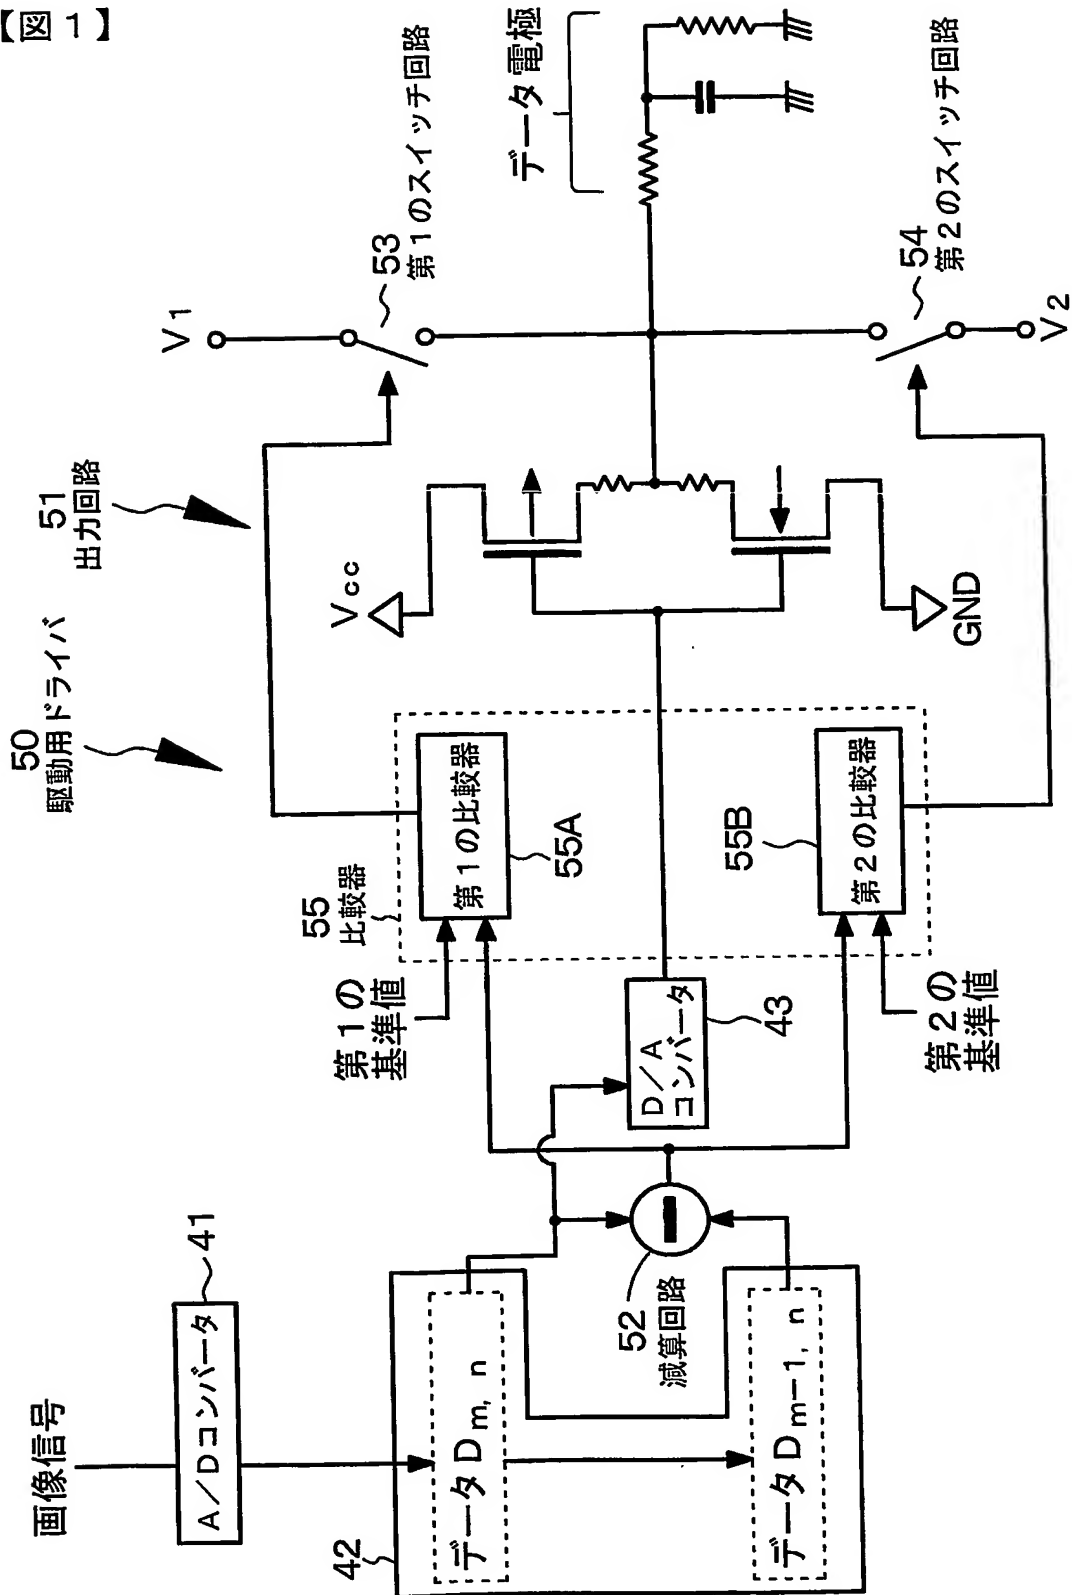 【図１】
50
駆動用ドライバ
51
出力回路
画像信号
A／Dコンバータ
41
42
データD m, n
データD m−1, n
52
減算回路
D／A
コンバータ
43
第１の
基準値
第２の
基準値
55
比較器
第１の比較器
55A
第２の比較器
55B
Vcc
GND
V1
53
第１のスイッチ回路
54
第２のスイッチ回路
V2
データ電極